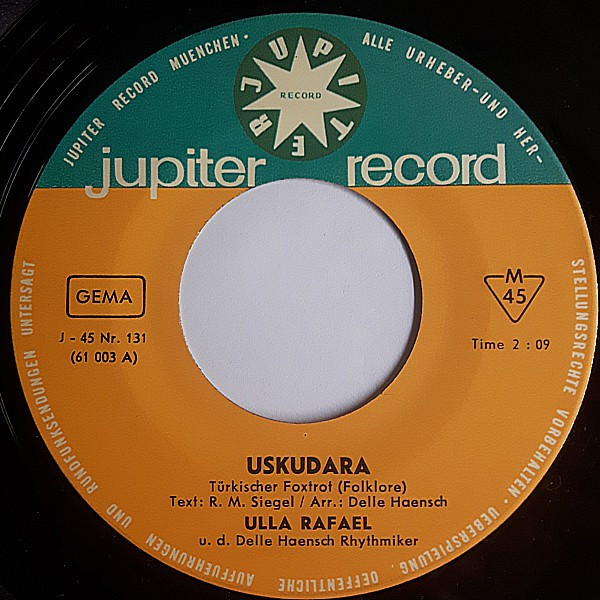 JUPITER RECORD MUENCHEN • ALLE URHEBER-UND HER-
STELLUNGSRECHTE VORBEHALTEN • UEBERSPIELUNG, OEFFENTLICHE AUFFUEHRUNGEN UND RUNDFUNKSENDUNGEN UNTERSAGT
JUPITER
RECORD
jupiter record
GEMA
J - 45 Nr. 131
(61 003 A)
M
45
Time 2 : 09
USKUDARA
Türkischer Foxtrot (Folklore)
Text: R. M. Siegel / Arr.: Delle Haensch
ULLA RAFAEL
u. d. Delle Haensch Rhythmiker